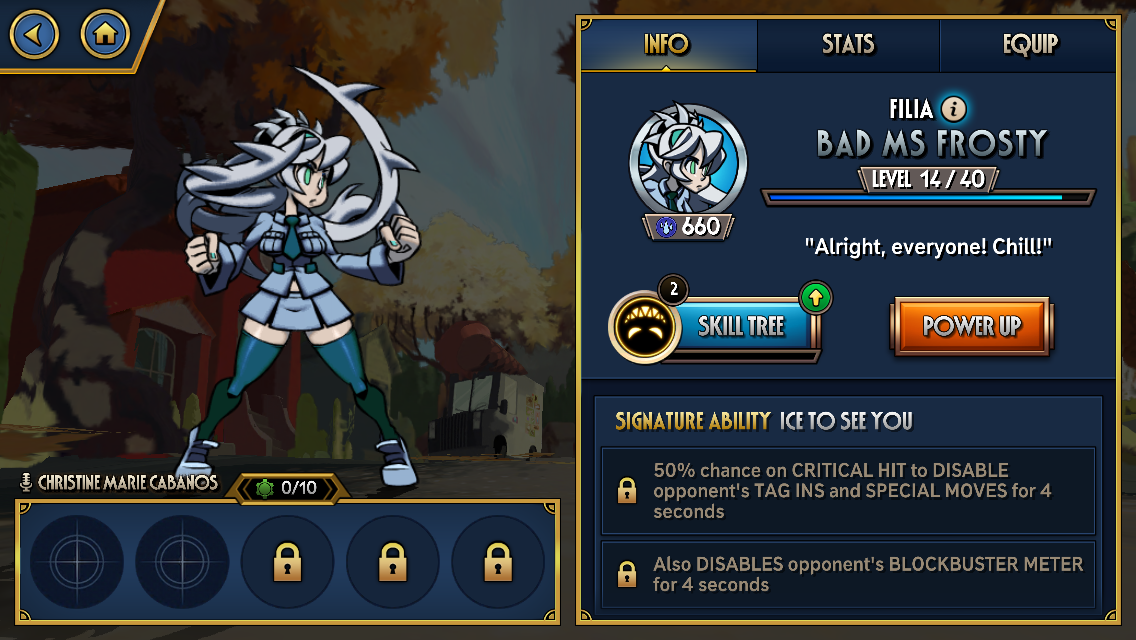 INFO
STATS
EQUIP
FILIA i
BAD MS FROSTY
LEVEL 14 / 40
660
"Alright, everyone! Chill!"
2
SKILL TREE
POWER UP
SIGNATURE ABILITY ICE TO SEE YOU
50% chance on CRITICAL HIT to DISABLE
opponent's TAG INS and SPECIAL MOVES for 4
seconds
Also DISABLES opponent's BLOCKBUSTER METER
for 4 seconds
CHRISTINE MARIE CABANOS
0/10